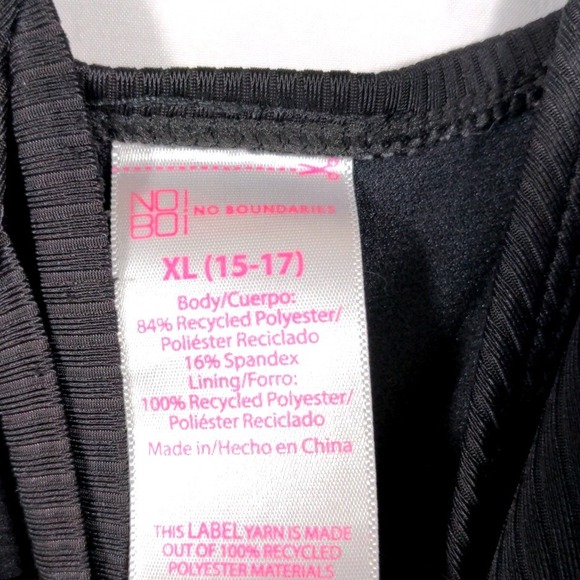 NO!
BO! NO BOUNDARIES
XL (15-17)
Body/Cuerpo:
84% Recycled Polyester/
Poliéster Reciclado
16% Spandex
Lining/Forro:
100% Recycled Polyester/
Poliéster Reciclado
Made in/Hecho en China
THIS LABEL YARN IS MADE
OUT OF 100% RECYCLED
POLYESTER MATERIALS